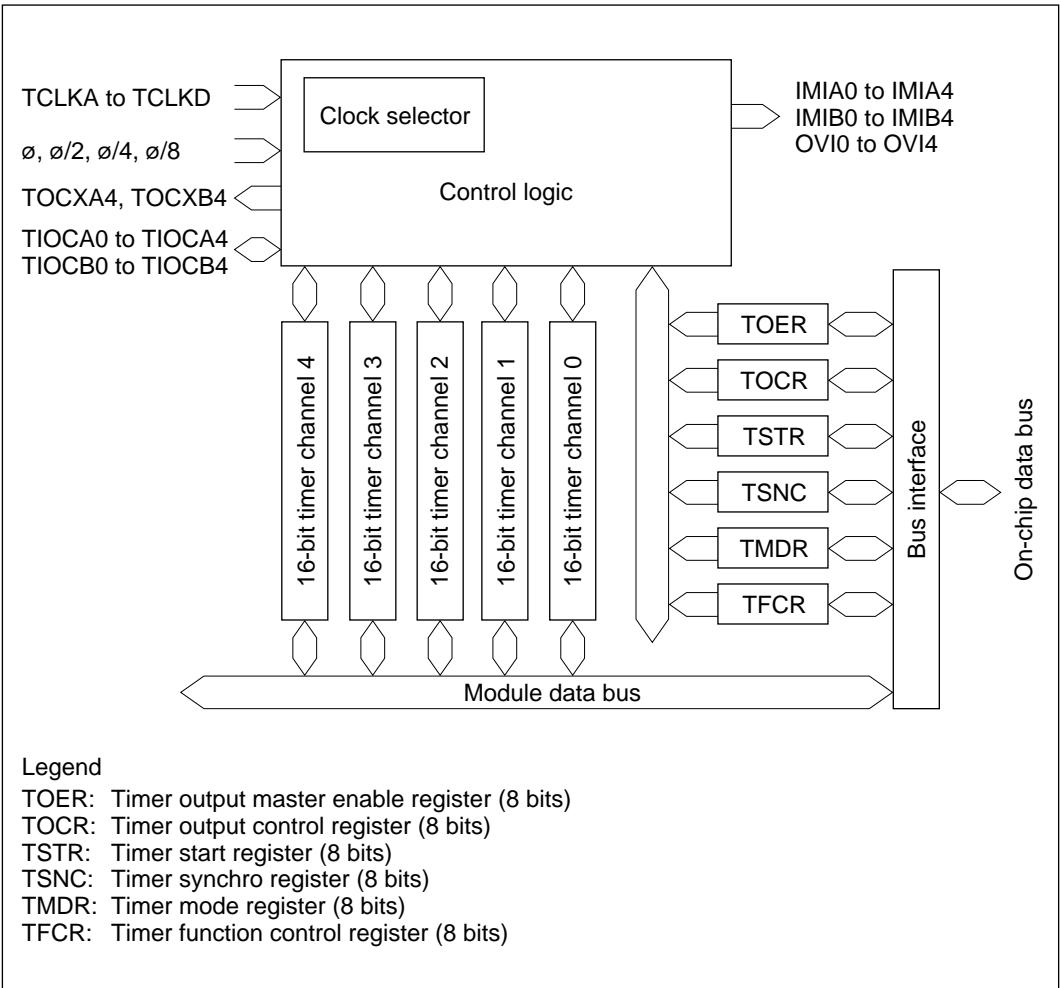 TCLKA to TCLKD
ø, ø/2, ø/4, ø/8
TOCXA4, TOCXB4
TIOCA0 to TIOCA4
TIOCB0 to TIOCB4
Clock selector
Control logic
IMIA0 to IMIA4
IMIB0 to IMIB4
OVI0 to OVI4
16-bit timer channel 4
16-bit timer channel 3
16-bit timer channel 2
16-bit timer channel 1
16-bit timer channel 0
TOER
TOCR
TSTR
TSNC
TMDR
TFCR
Bus interface
On-chip data bus
Module data bus
Legend
TOER: Timer output master enable register (8 bits)
TOCR: Timer output control register (8 bits)
TSTR: Timer start register (8 bits)
TSNC: Timer synchro register (8 bits)
TMDR: Timer mode register (8 bits)
TFCR: Timer function control register (8 bits)